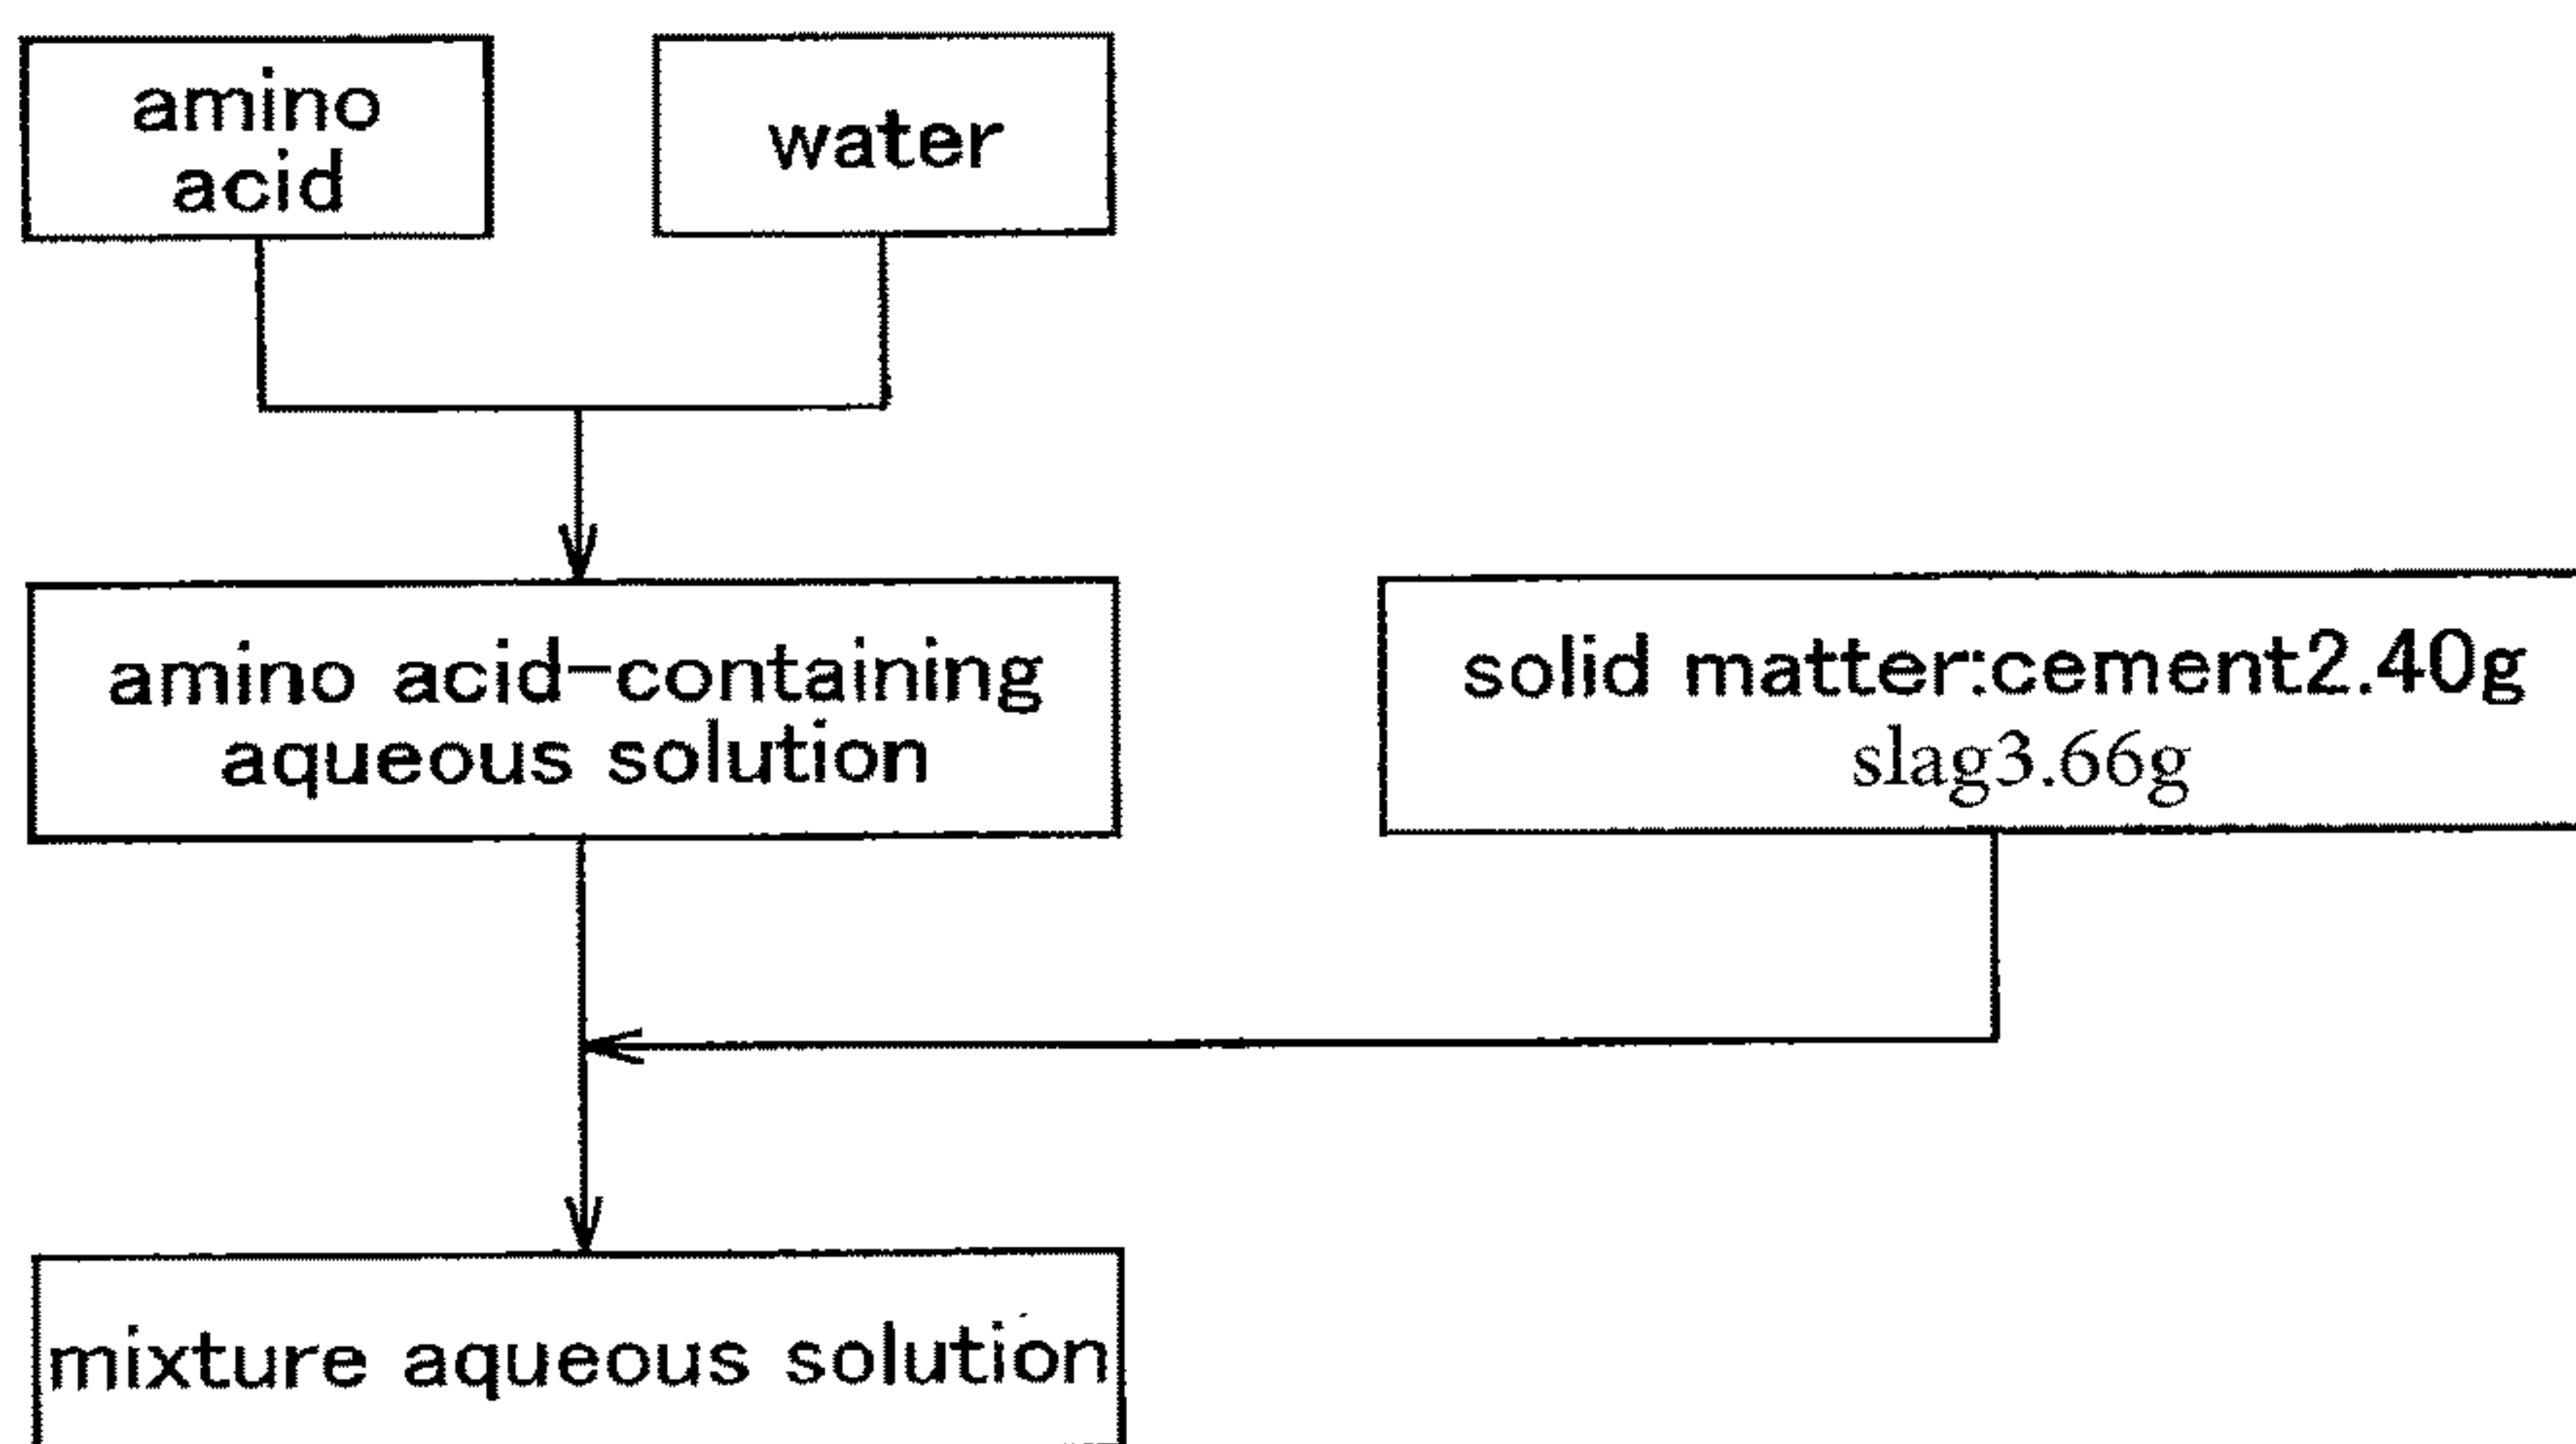 amino
acid
water
amino acid-containing
aqueous solution
solid matter:cement2.40g
slag3.66g
mixture aqueous solution